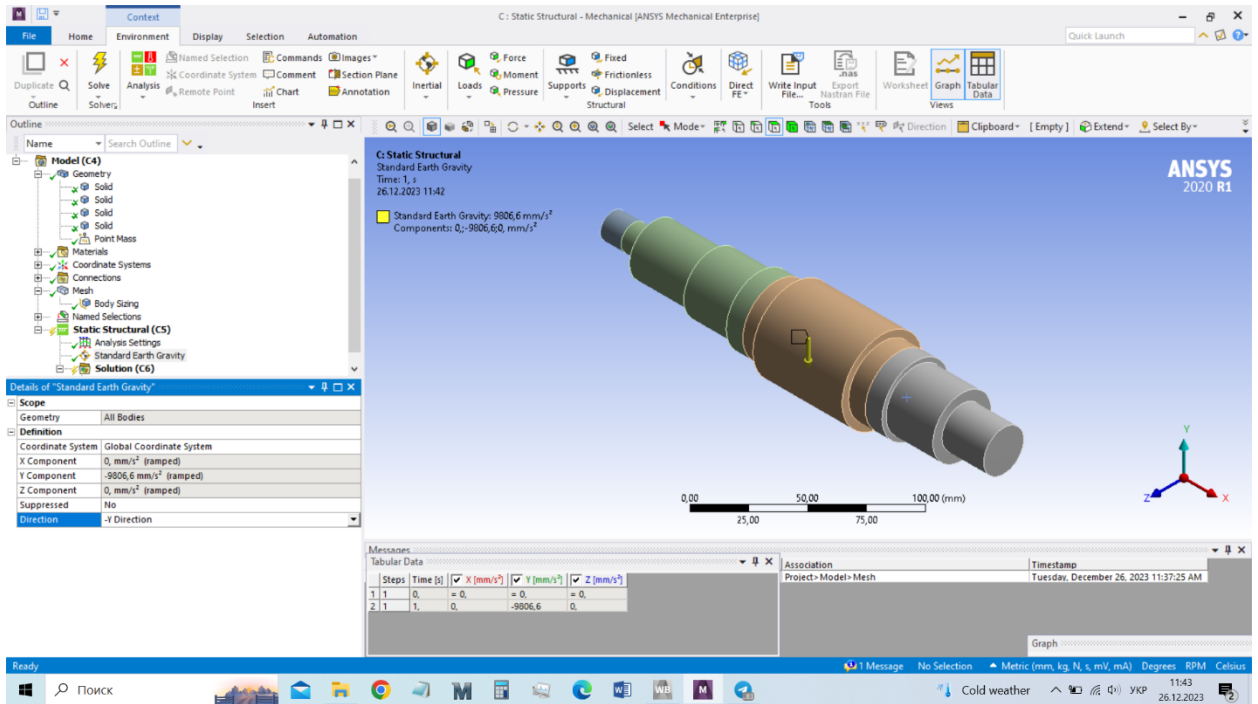 Context
C : Static Structural - Mechanical [ANSYS Mechanical Enterprise]
File Home Environment Display Selection Automation
Quick Launch
Duplicate
Outline
Solve
Solvers
Analysis
Named Selection
Coordinate System
Remote Point
Commands
Comment
Chart
Images
Section Plane
Annotation
Insert
Inertial
Loads
Force
Moment
Pressure
Supports
Fixed
Frictionless
Displacement
Structural
Conditions
Direct
FE
Write Input
File...
.nas
Export
Nastran File
Tools
Worksheet
Graph
Tabular
Data
Views
Outline
Name Search Outline
Select Mode Direction Clipboard [Empty] Extend Select By
Model (C4)
Geometry
Solid
Solid
Solid
Solid
Point Mass
Materials
Coordinate Systems
Connections
Mesh
Body Sizing
Named Selections
Static Structural (C5)
Analysis Settings
Standard Earth Gravity
Solution (C6)
C: Static Structural
Standard Earth Gravity
Time: 1, s
26.12.2023 11:42
Standard Earth Gravity: 9806,6 mm/s²
Components: 0,;-9806,6;0, mm/s²
ANSYS
2020 R1
Details of "Standard Earth Gravity"
Scope
Geometry All Bodies
Definition
Coordinate System Global Coordinate System
X Component 0, mm/s² (ramped)
Y Component -9806,6 mm/s² (ramped)
Z Component 0, mm/s² (ramped)
Suppressed No
Direction -Y Direction
0,00 50,00 100,00 (mm)
25,00 75,00
Y
Z X
Messages
Tabular Data
Steps Time [s] X [mm/s²] Y [mm/s²] Z [mm/s²]
1 1 0, = 0, = 0, = 0,
2 1 1, 0, -9806,6 0,
Association Timestamp
Project>Model>Mesh Tuesday, December 26, 2023 11:37:25 AM
Graph
Ready
1 Message No Selection Metric (mm, kg, N, s, mV, mA) Degrees RPM Celsius
Поиск
Cold weather
УКР
11:43
26.12.2023
2